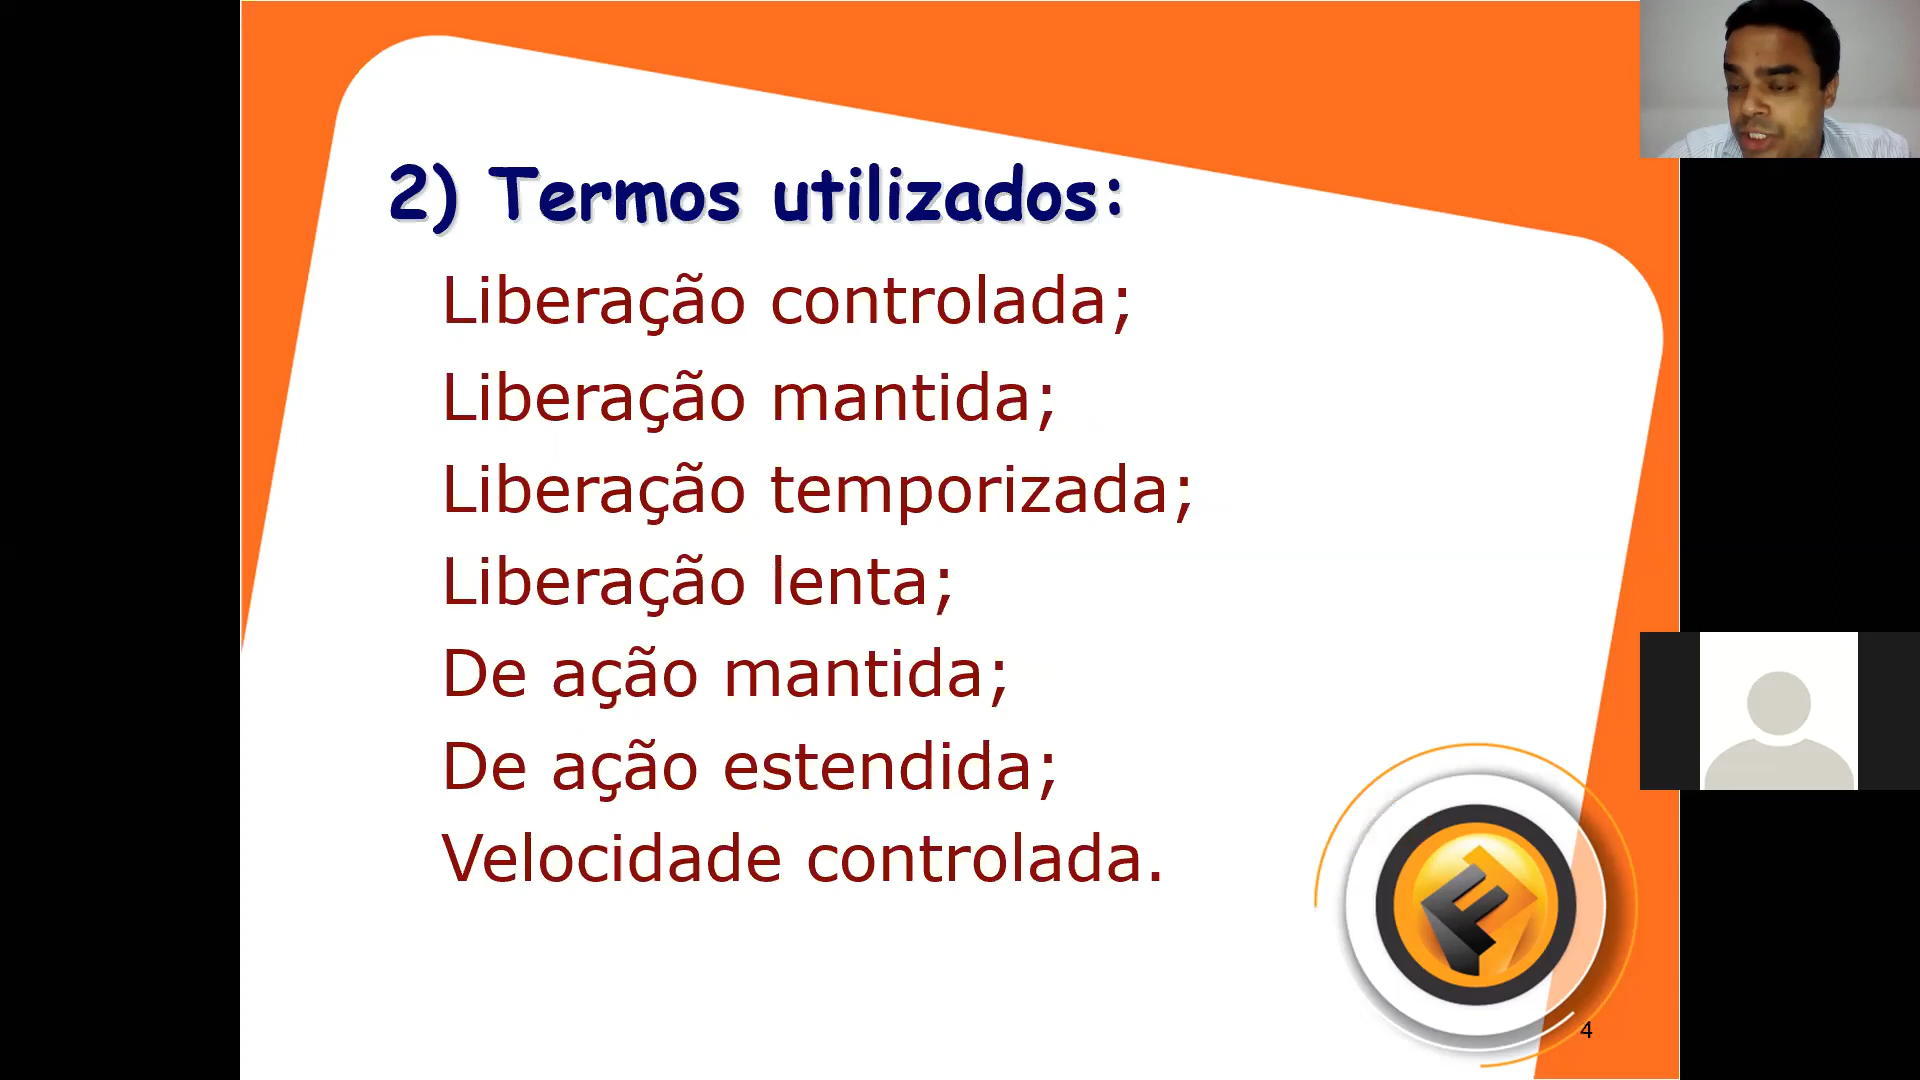 2) Termos utilizados:
Liberação controlada;
Liberação mantida;
Liberação temporizada;
Liberação lenta;
De ação mantida;
De ação estendida;
Velocidade controlada.
4